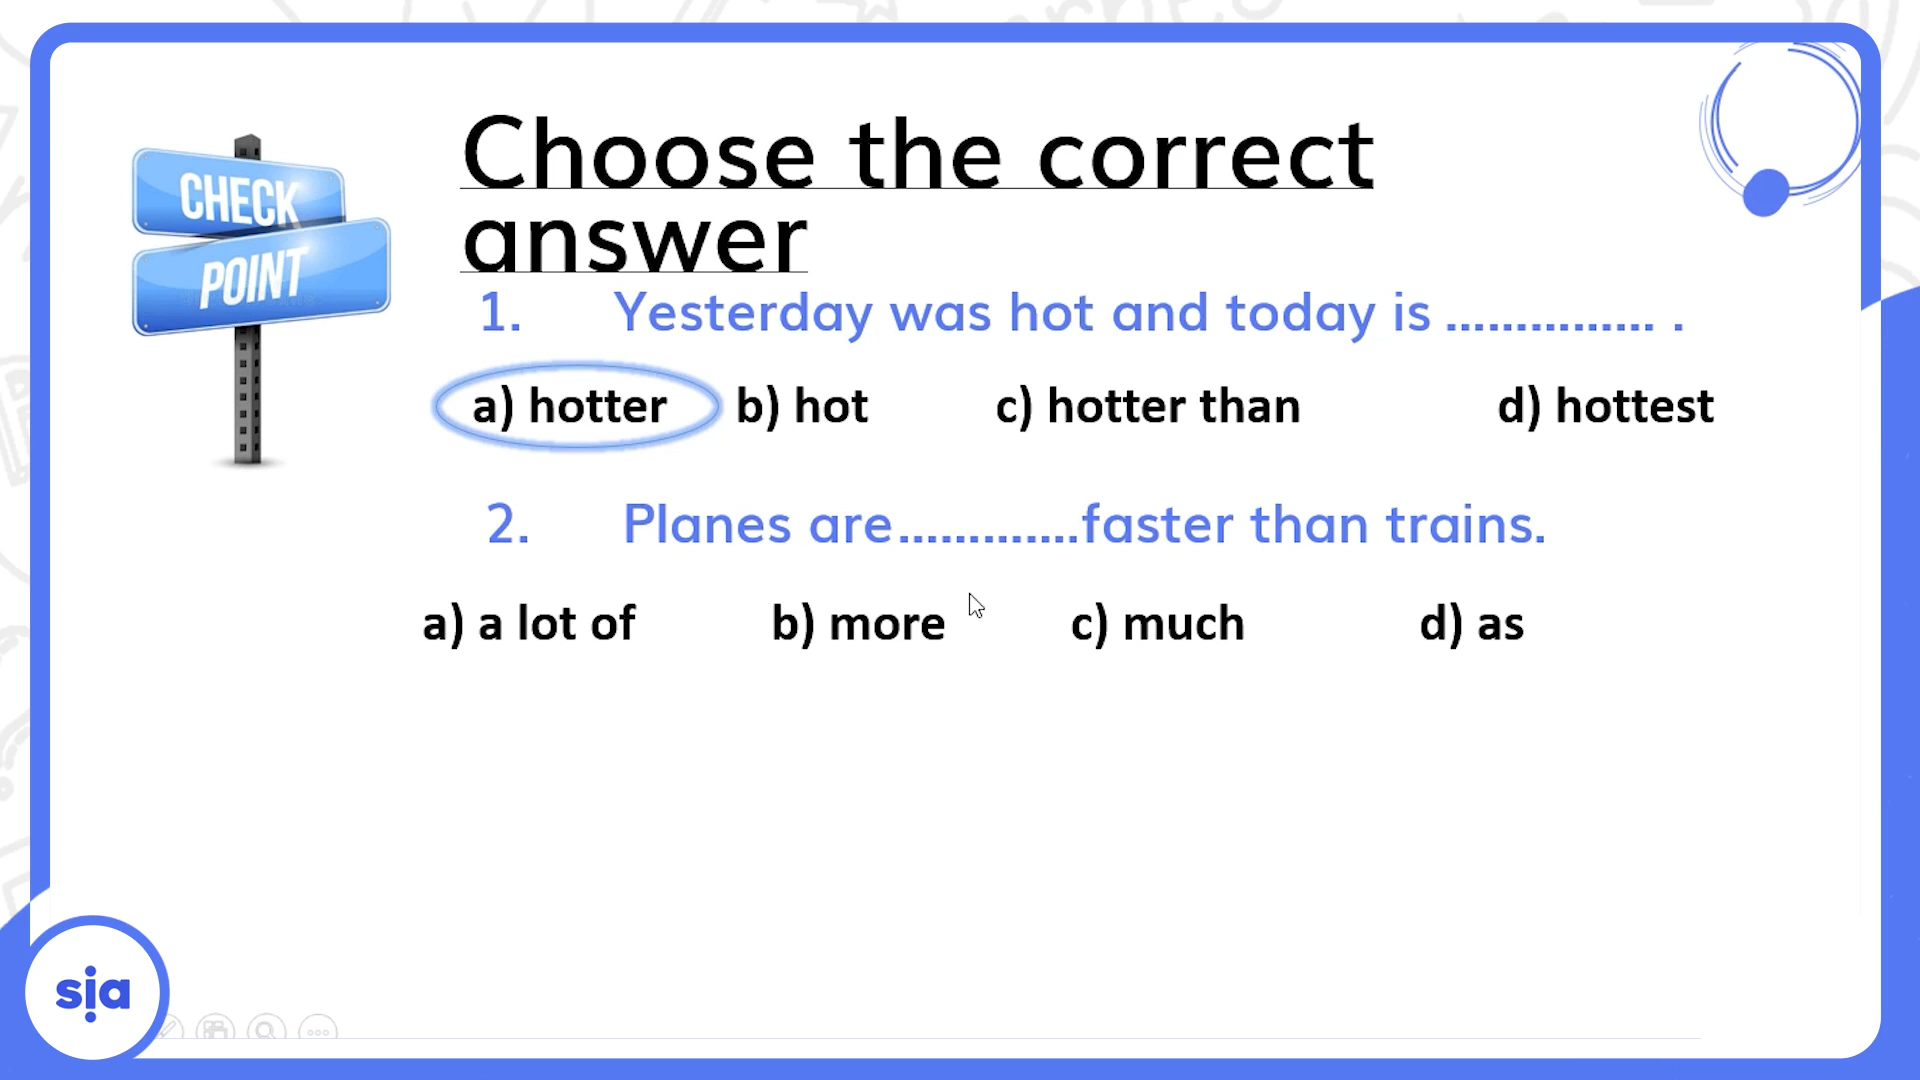 CHECK
POINT
Choose the correct
answer
1. Yesterday was hot and today is ............... .
a) hotter b) hot c) hotter than d) hottest
2. Planes are.............faster than trains.
a) a lot of b) more c) much d) as
sia